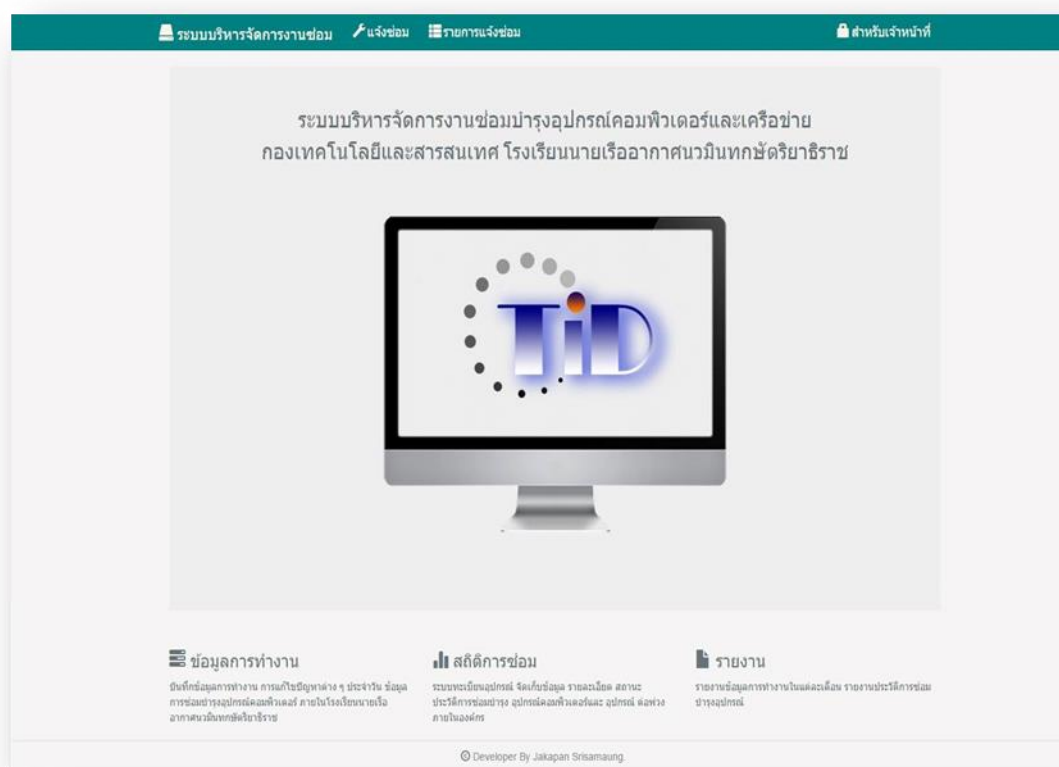 ระบบบริหารจัดการงานซ่อม แจ้งซ่อม รายการแจ้งซ่อม สำหรับเจ้าหน้าที่
ระบบบริหารจัดการงานซ่อมบำรุงอุปกรณ์คอมพิวเตอร์และเครือข่าย
กองเทคโนโลยีและสารสนเทศ โรงเรียนนายเรืออากาศนวมินทกษัตริยาธิราช
TiD
ข้อมูลการทำงาน
บันทึกข้อมูลการทำงาน การแก้ไขปัญหาต่าง ๆ ประจำวัน ข้อมูล
การซ่อมบำรุงอุปกรณ์คอมพิวเตอร์ ภายในโรงเรียนนายเรือ
อากาศนวมินทกษัตริยาธิราช
สถิติการซ่อม
ระบบทะเบียนอุปกรณ์ จัดเก็บข้อมูล รายละเอียด สถานะ
ประวัติการซ่อมบำรุง อุปกรณ์คอมพิวเตอร์และ อุปกรณ์ ต่อพ่วง
ภายในองค์กร
รายงาน
รายงานข้อมูลการทำงานในแต่ละเดือน รายงานประวัติการซ่อม
บำรุงอุปกรณ์
© Developer By Jakapan Srisamaung.